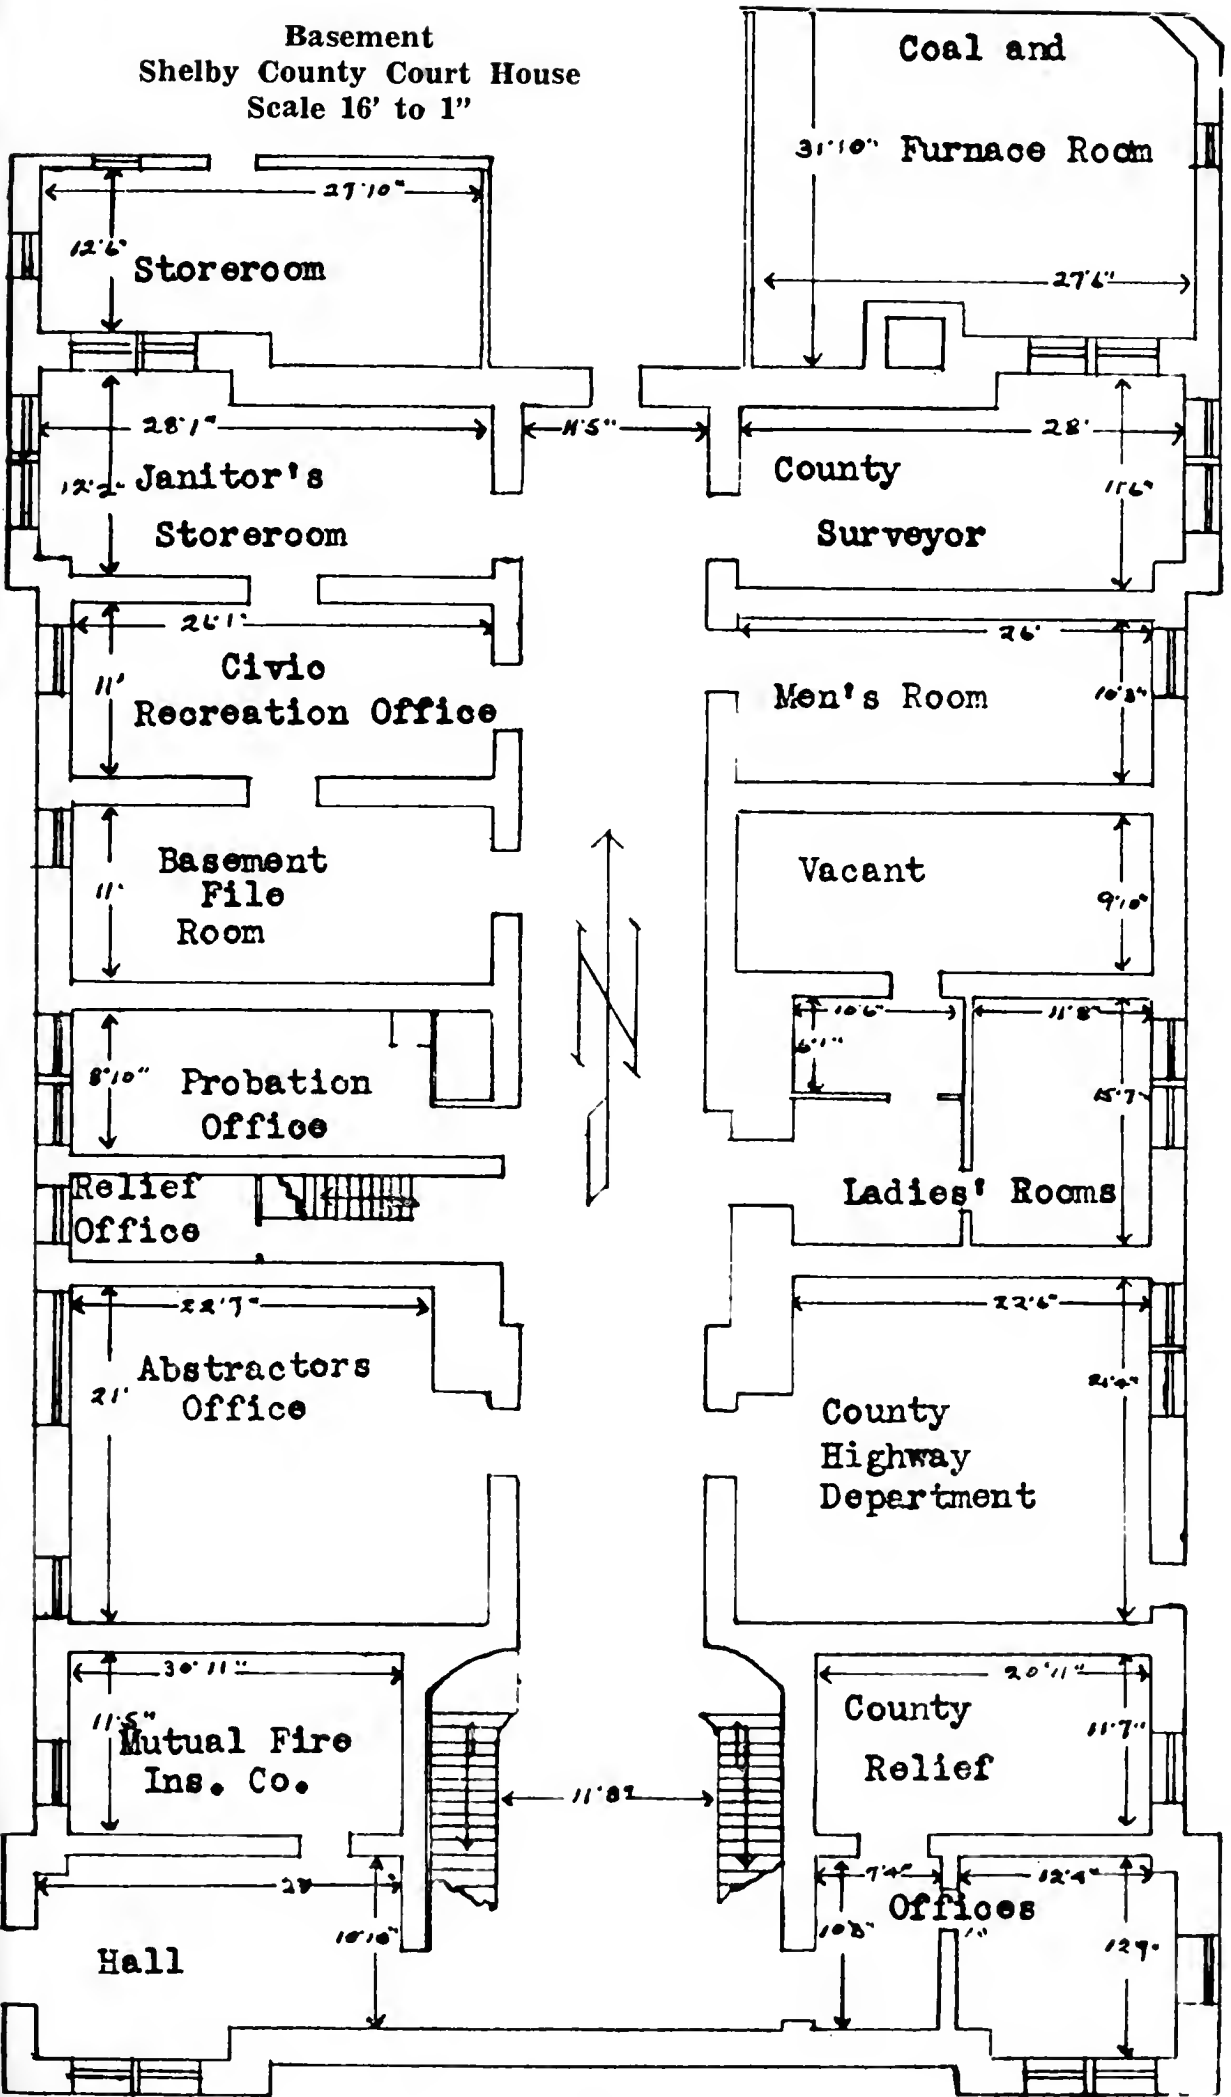 Basement
Shelby County Court House
Scale 16' to 1"
Coal and
31'10" Furnace Room
27'10"
12'6"
Storeroom
27'6"
28'1"
11'5"
28'
12'2" Janitor's
Storeroom
County
Surveyor
11'6"
26'1"
Civic
Recreation Office
11'
26'
Men's Room
10'3"
Basement
File
Room
11'
Vacant
9'10"
N
8'10"
Probation
Office
10'6"
11'8"
6'1"
15'7"
Relief
Office
Ladies' Rooms
22'7"
Abstractors
Office
21'
22'6"
21'4"
County
Highway
Department
30'11"
11'5"
Mutual Fire
Ins. Co.
20'11"
County
Relief
11'7"
11'8"
28'
10'10"
Hall
7'4"
12'4"
Offices
10'8"
12'9"